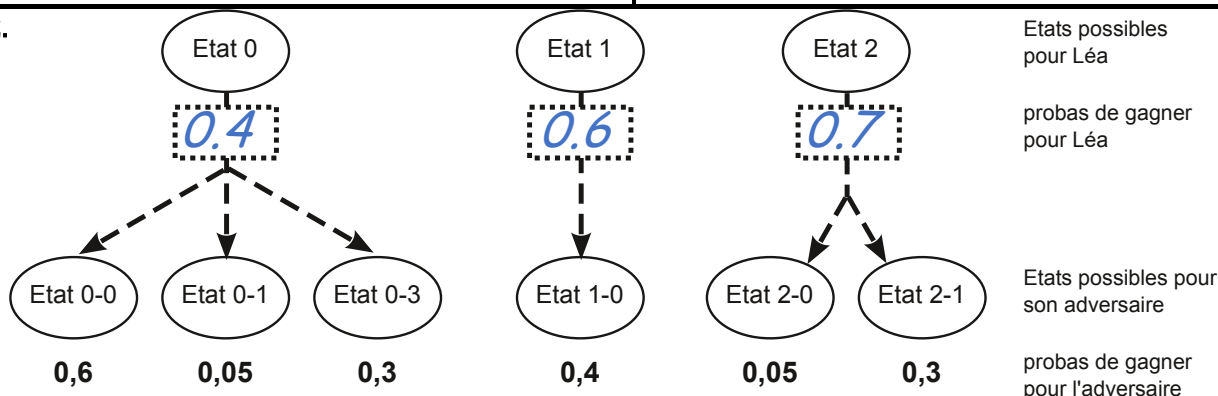 Etat 0 Etat 1 Etat 2 Etats possibles
pour Léa
0.4 0.6 0.7 probas de gagner
pour Léa
Etat 0-0 Etat 0-1 Etat 0-3 Etat 1-0 Etat 2-0 Etat 2-1 Etats possibles pour
son adversaire
0,6 0,05 0,3 0,4 0,05 0,3 probas de gagner
pour l'adversaire